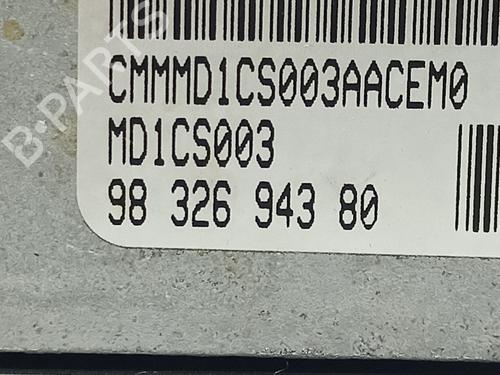 B-PARTS
CMMMD1CS003AACEM0
MD1CS003
98 326 943 80